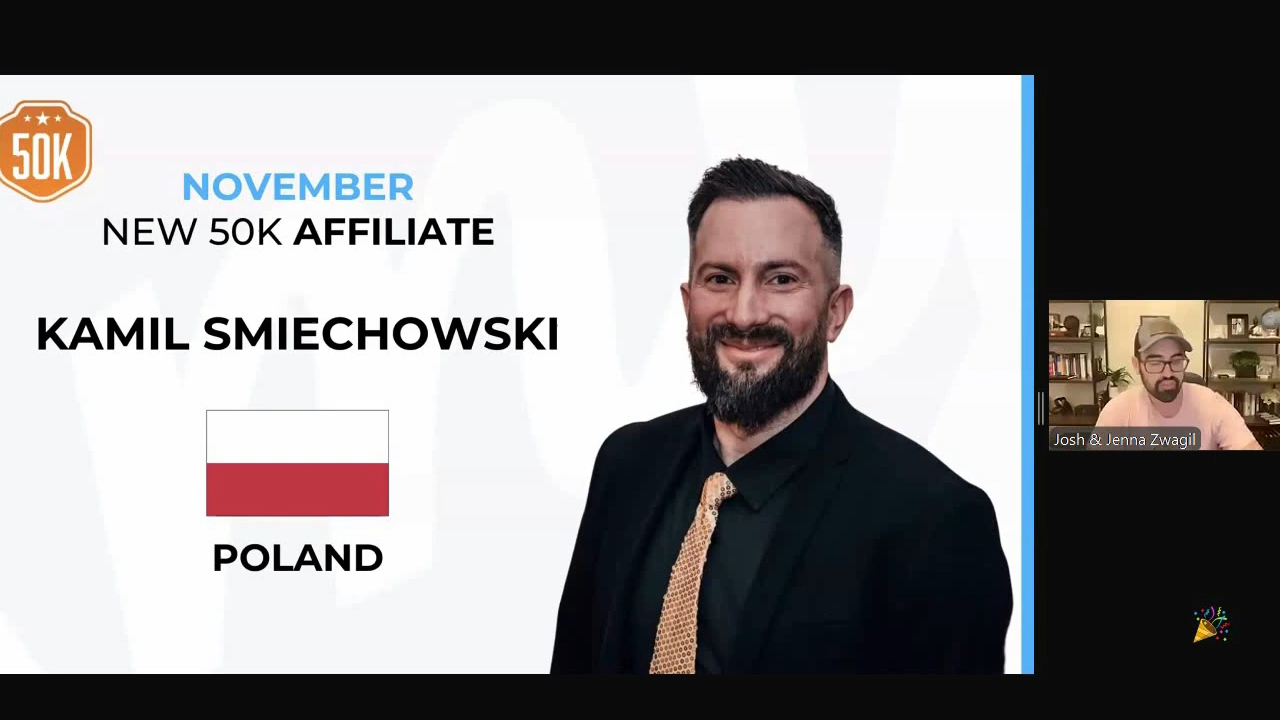 50K
NOVEMBER
NEW 50K AFFILIATE
KAMIL SMIECHOWSKI
POLAND
Josh & Jenna Zwagil